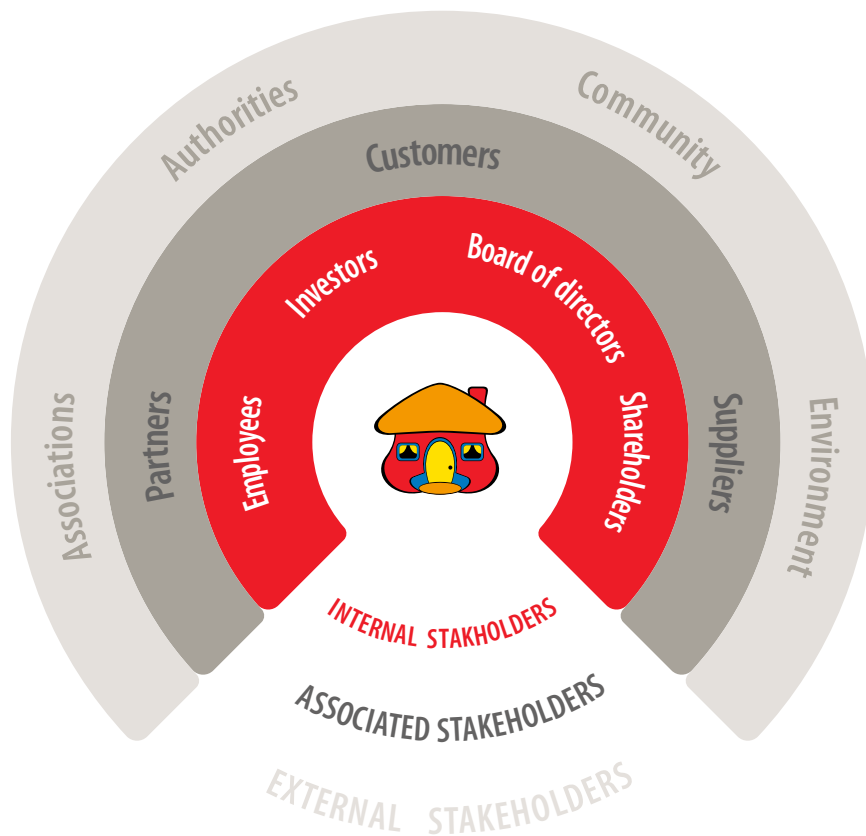 Authorities
Community
Associations
Environment
Customers
Partners
Suppliers
Investors
Board of directors
Employees
Shareholders
INTERNAL STAKHOLDERS
ASSOCIATED STAKEHOLDERS
EXTERNAL STAKEHOLDERS